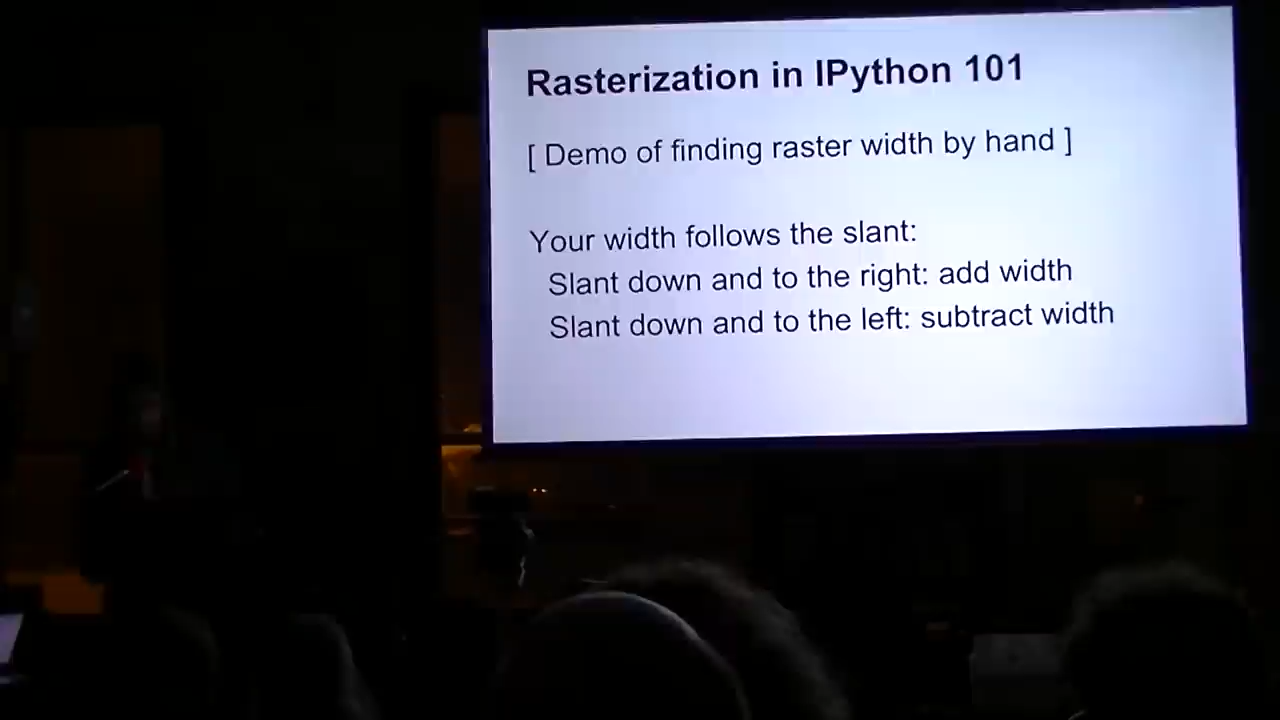 Rasterization in IPython 101
[ Demo of finding raster width by hand ]
Your width follows the slant:
Slant down and to the right: add width
Slant down and to the left: subtract width